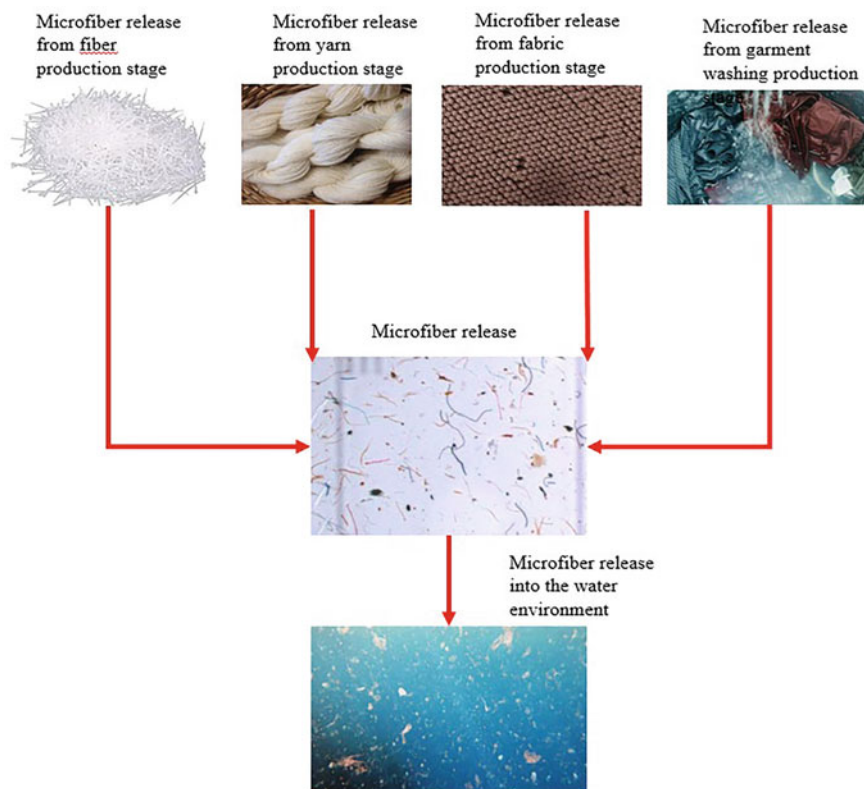 Microfiber release
from fiber
production stage
Microfiber release
from yarn
production stage
Microfiber release
from fabric
production stage
Microfiber release
from garment
washing production
stage
Microfiber release
Microfiber release
into the water
environment